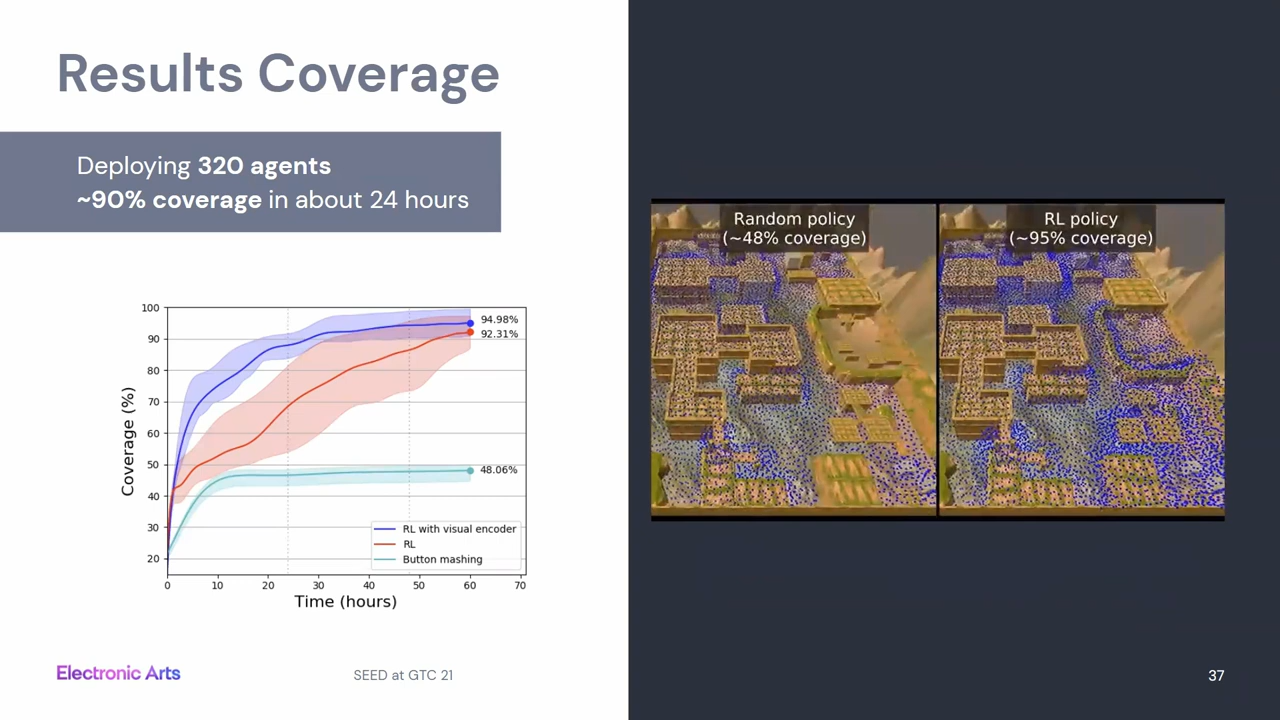 Results Coverage
Deploying 320 agents
~90% coverage in about 24 hours
Random policy
(~48% coverage)
RL policy
(~95% coverage)
100
90
80
70
60
50
40
30
20
Coverage (%)
94.98%
92.31%
48.06%
RL with visual encoder
RL
Button mashing
0 10 20 30 40 50 60 70
Time (hours)
Electronic Arts
SEED at GTC 21
37